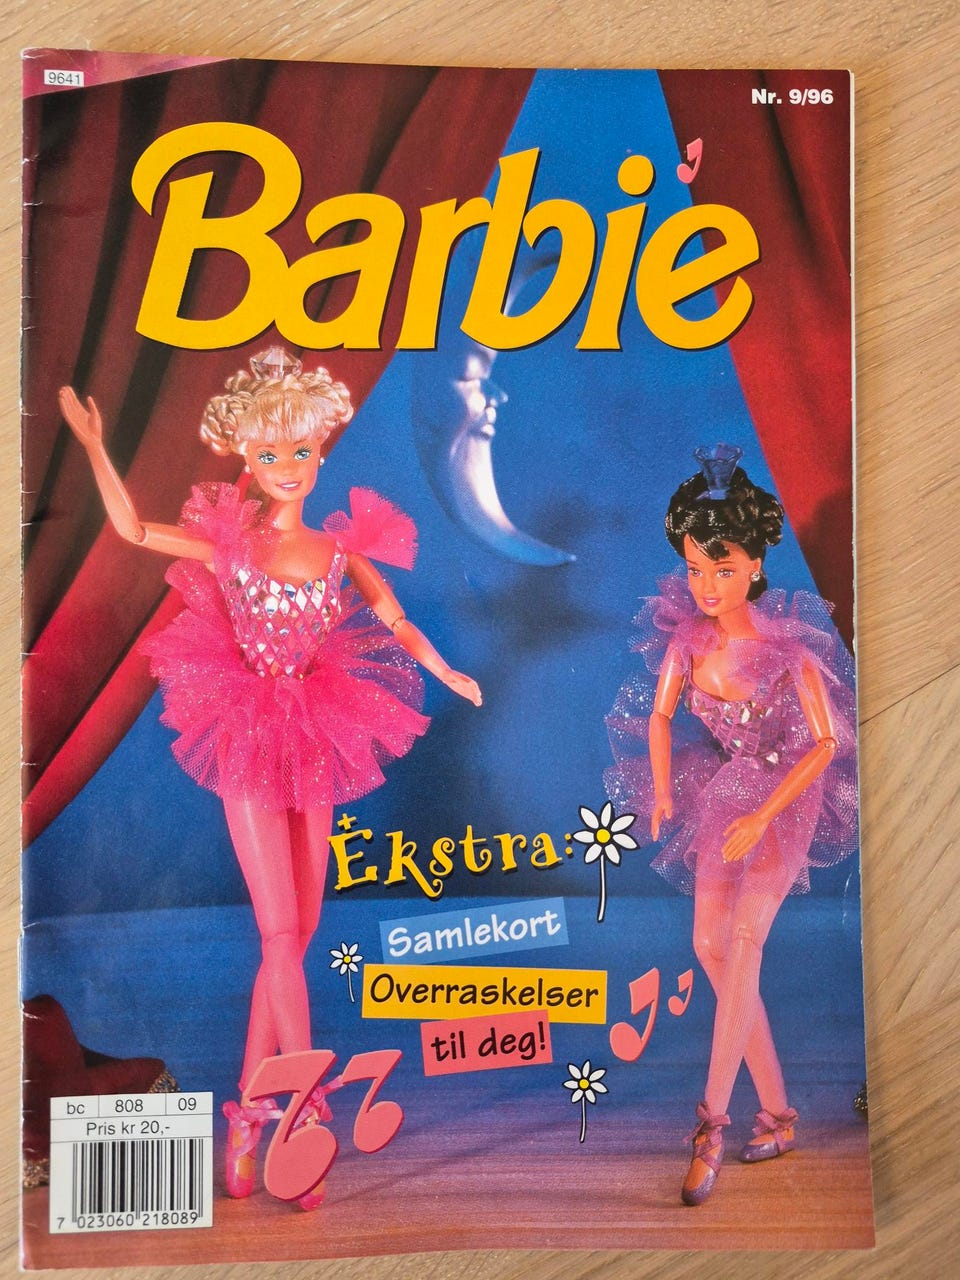 9641
Nr. 9/96
Barbie
Ekstra:
Samlekort
Overraskelser
til deg!
bc 808 09
Pris kr 20,-
7 023060 218089